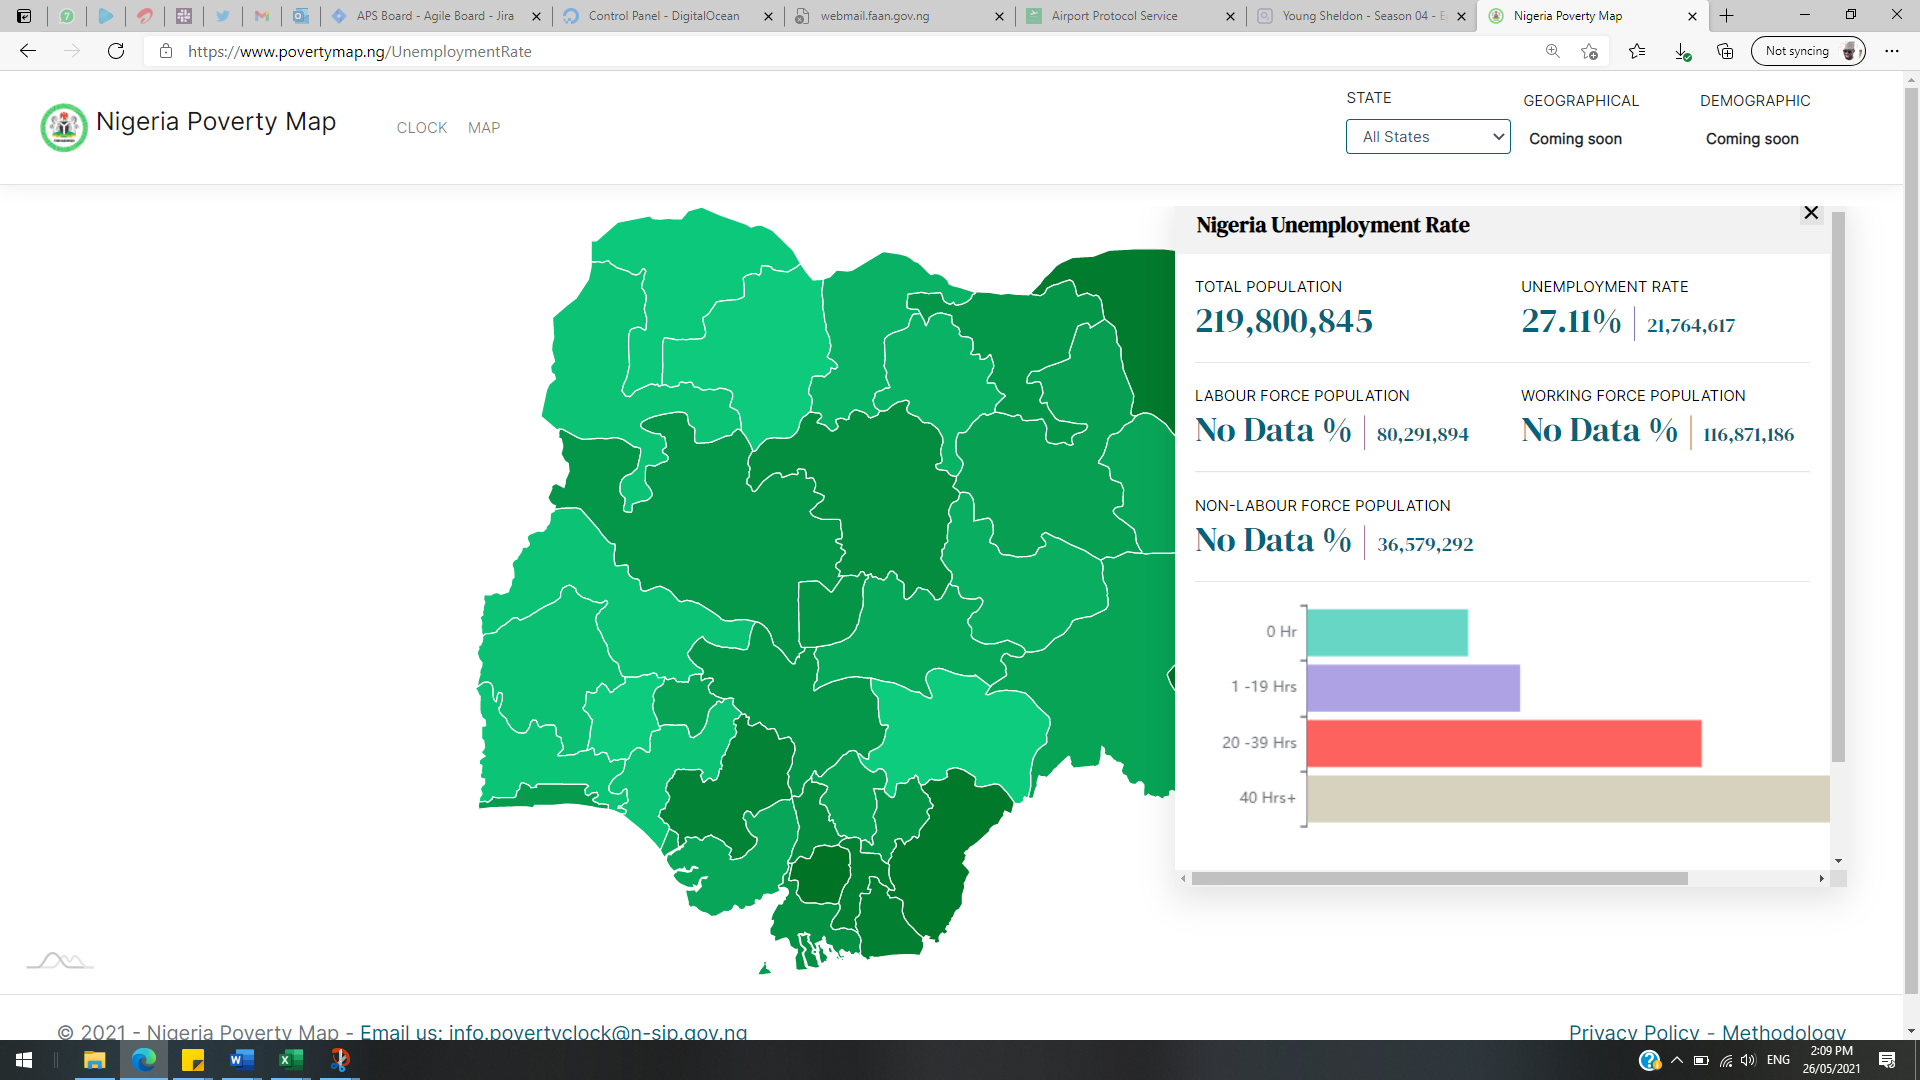 APS Board - Agile Board - Jira
Control Panel - DigitalOcean
webmail.faan.gov.ng
Airport Protocol Service
Young Sheldon - Season 04 -
Nigeria Poverty Map
https://www.povertymap.ng/UnemploymentRate
Not syncing
Nigeria Poverty Map
CLOCK
MAP
STATE
All States
GEOGRAPHICAL
Coming soon
DEMOGRAPHIC
Coming soon
Nigeria Unemployment Rate
TOTAL POPULATION
219,800,845
UNEMPLOYMENT RATE
27.11% | 21,764,617
LABOUR FORCE POPULATION
No Data % | 80,291,894
WORKING FORCE POPULATION
No Data % | 116,871,186
NON-LABOUR FORCE POPULATION
No Data % | 36,579,292
0 Hr
1 -19 Hrs
20 -39 Hrs
40 Hrs+
© 2021 - Nigeria Poverty Map - Email us: info.povertyclock@n-sip.gov.ng
Privacy Policy - Methodology
ENG
2:09 PM
26/05/2021